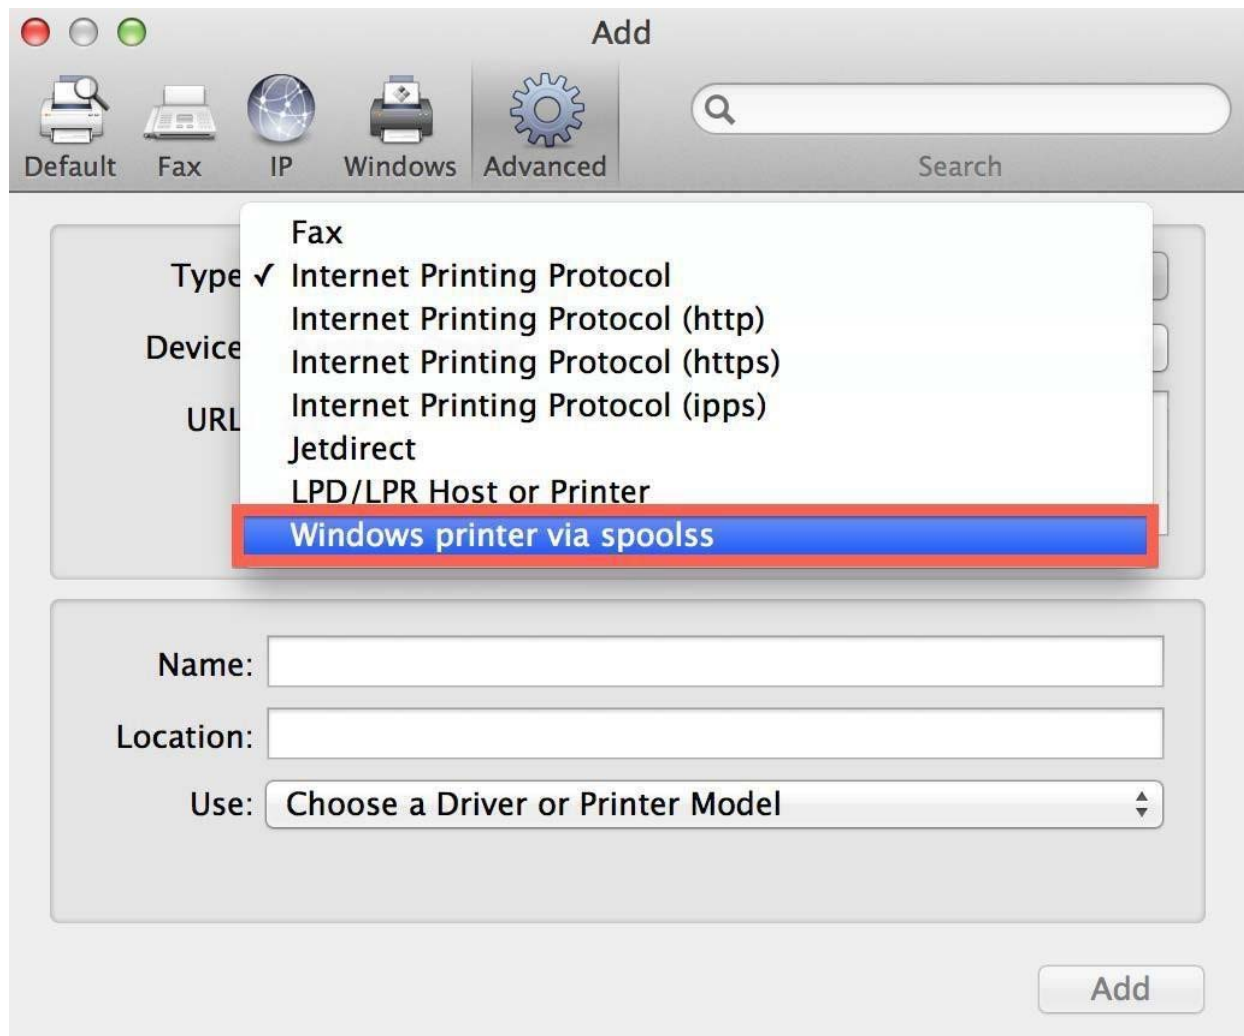 Add
Default Fax IP Windows Advanced Search
Fax
Type ✓ Internet Printing Protocol
Internet Printing Protocol (http)
Device
Internet Printing Protocol (https)
URL
Internet Printing Protocol (ipps)
Jetdirect
LPD/LPR Host or Printer
Windows printer via spoolss
Name:
Location:
Use: Choose a Driver or Printer Model
Add